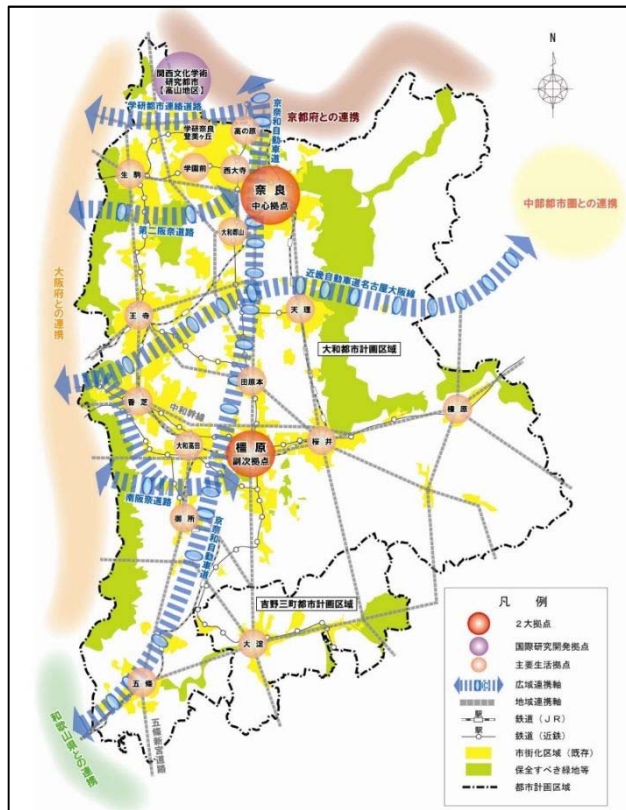 N
関西文化学術
研究都市
【高山地区】
学研都市連絡道路
京都府との連携
京奈和自動車道
学研奈良
登美ヶ丘
高の原
生駒
学園前
西大寺
奈良
中心拠点
中部都市圏との連携
第二阪奈道路
大和郡山
近畿自動車道名古屋大阪線
大阪府との連携
王寺
天理
大和都市計画区域
田原本
香芝
中和幹線
大和高田
橿原
副次拠点
桜井
榛原
南阪奈道路
御所
京奈和自動車道
吉野三町都市計画区域
大淀
五條
五條新宮道路
和歌山県との連携
凡 例
2大拠点
国際研究開発拠点
主要生活拠点
広域連携軸
地域連携軸
駅
鉄道(JR)
駅
鉄道(近鉄)
市街化区域(既存)
保全すべき緑地等
都市計画区域